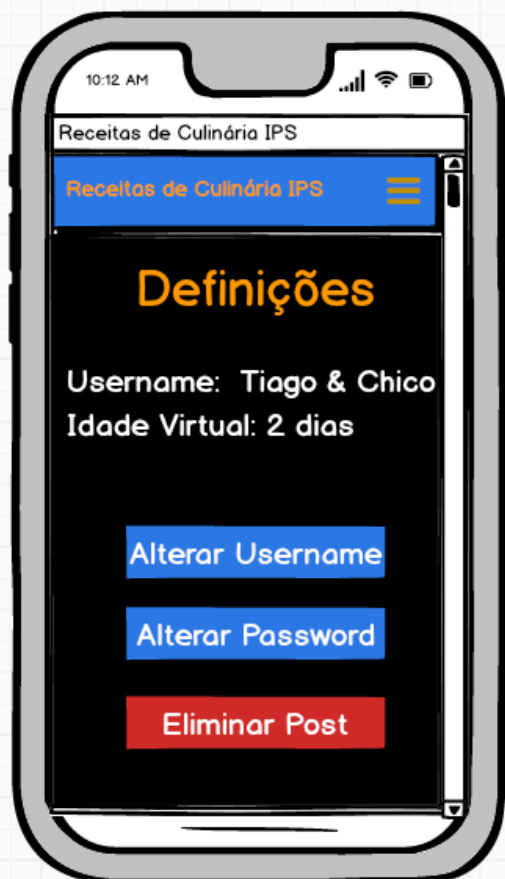 10:12 AM
Receitas de Culinária IPS
Receitas de Culinária IPS
Definições
Username: Tiago & Chico
Idade Virtual: 2 dias
Alterar Username
Alterar Password
Eliminar Post